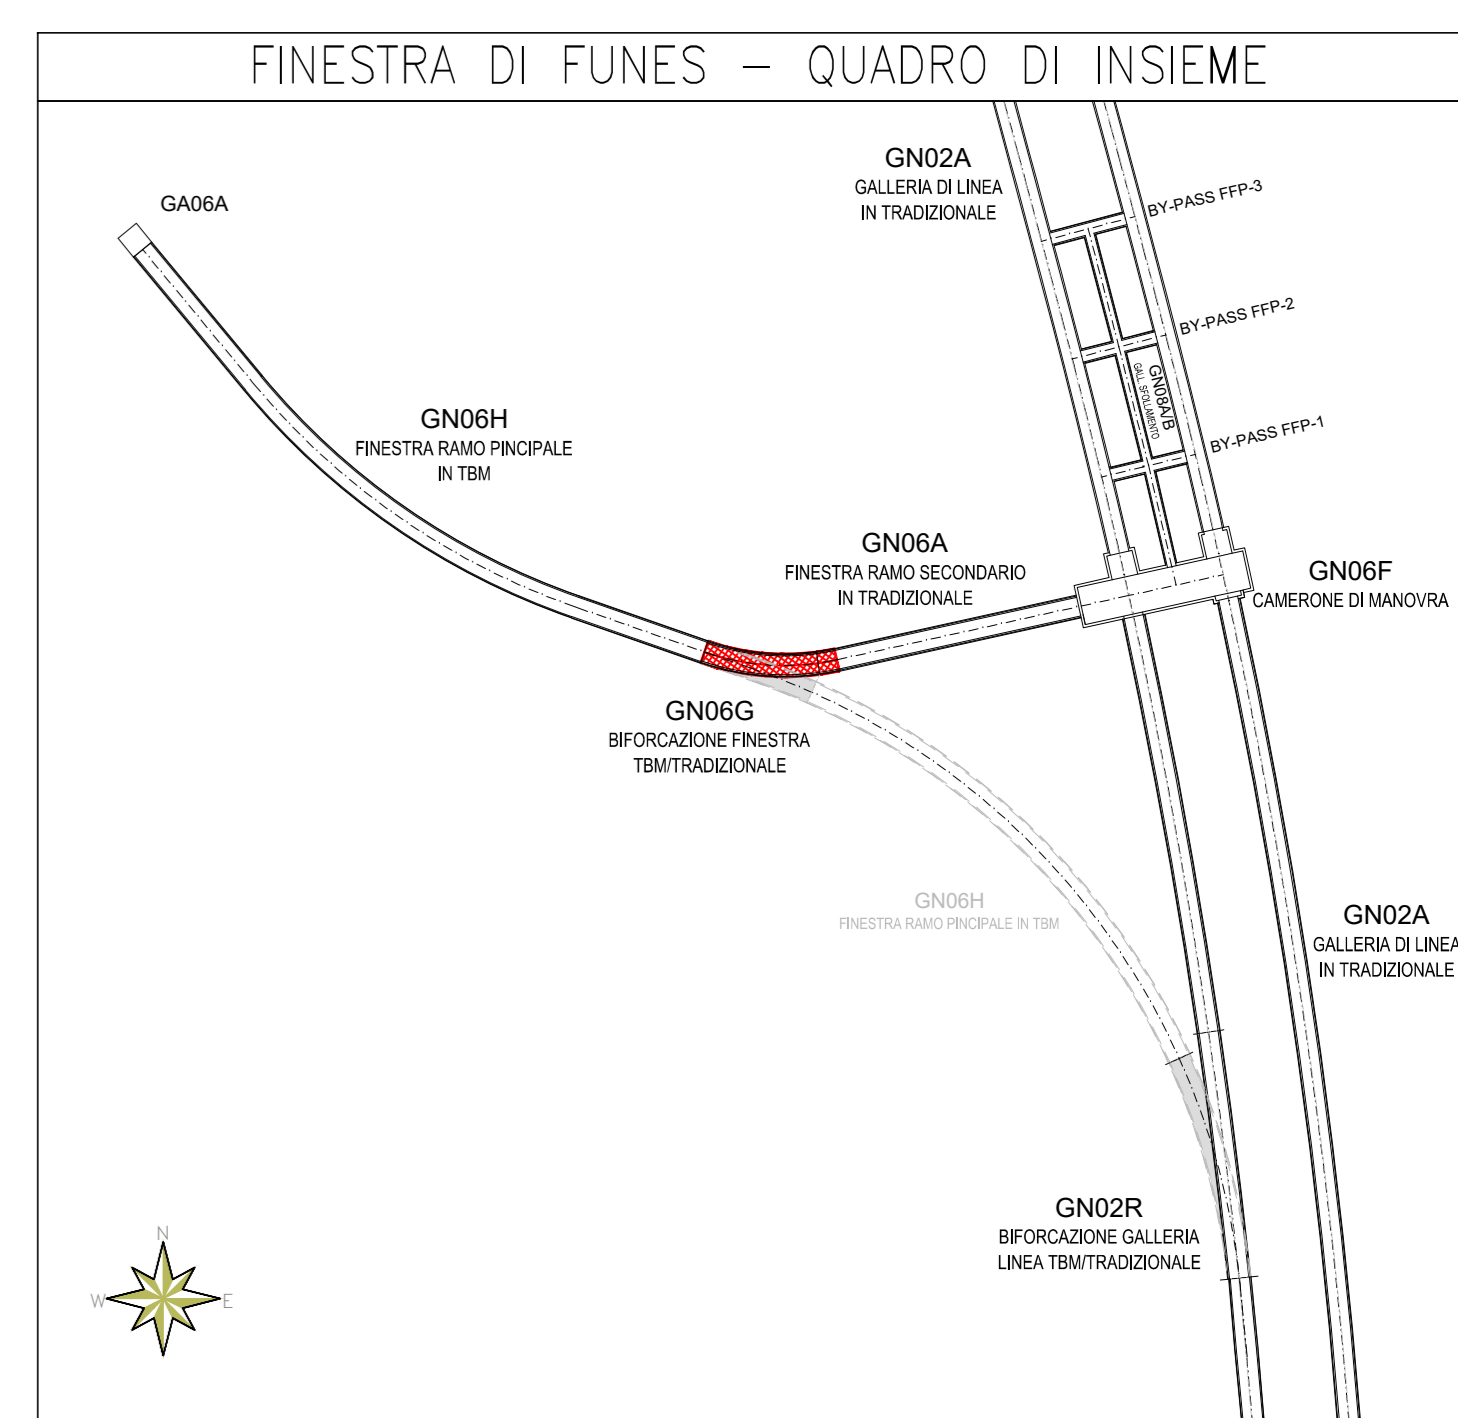 FINESTRA DI FUNES – QUADRO DI INSIEME
GN02A
GALLERIA DI LINEA
IN TRADIZIONALE
GA06A
BY-PASS FFP-3
BY-PASS FFP-2
GN08A/B
GALL. SFOLLAMENTO
BY-PASS FFP-1
GN06H
FINESTRA RAMO PINCIPALE
IN TBM
GN06A
FINESTRA RAMO SECONDARIO
IN TRADIZIONALE
GN06F
CAMERONE DI MANOVRA
GN06G
BIFORCAZIONE FINESTRA
TBM/TRADIZIONALE
GN06H
FINESTRA RAMO PINCIPALE IN TBM
GN02A
GALLERIA DI LINEA
IN TRADIZIONALE
GN02R
BIFORCAZIONE GALLERIA
LINEA TBM/TRADIZIONALE
N
W
E